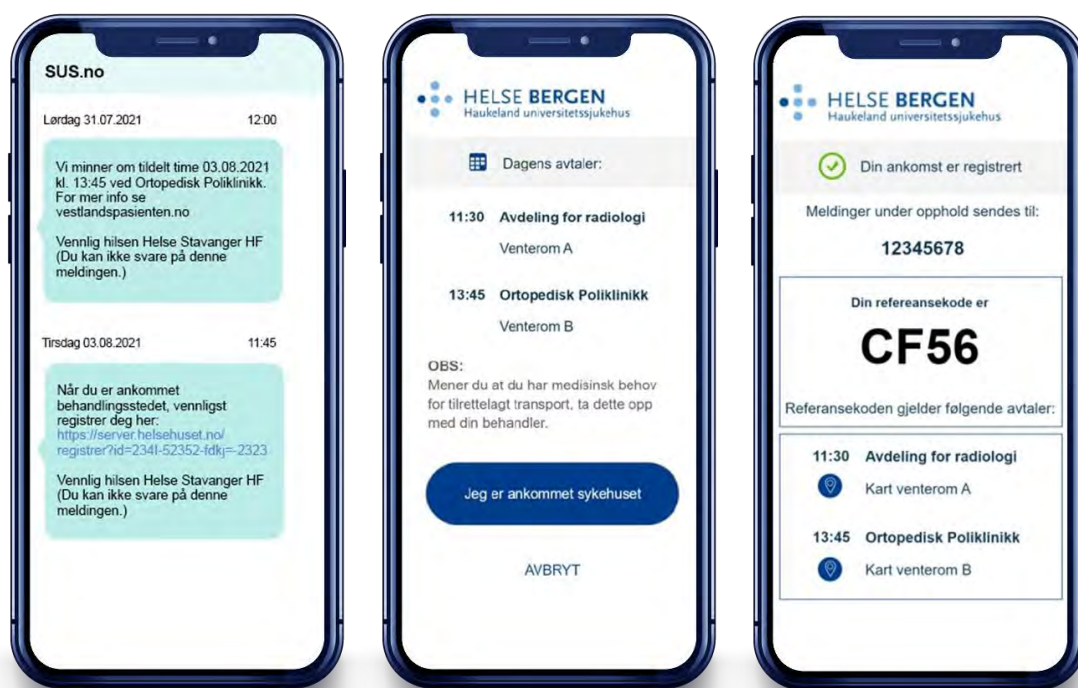 SUS.no
Lørdag 31.07.2021 12:00
Vi minner om tildelt time 03.08.2021
kl. 13:45 ved Ortopedisk Poliklinikk.
For mer info se
vestlandspasienten.no
Vennlig hilsen Helse Stavanger HF
(Du kan ikke svare på denne
meldingen.)
Tirsdag 03.08.2021 11:45
Når du er ankommet
behandlingsstedet, vennligst
registrer deg her:
https://server.helsehuset.no/
registrer?id=234l-52352-fdkj=-2323
Vennlig hilsen Helse Stavanger HF
(Du kan ikke svare på denne
meldingen.)
HELSE BERGEN
Haukeland universitetssjukehus
Dagens avtaler:
11:30 Avdeling for radiologi
Venterom A
13:45 Ortopedisk Poliklinikk
Venterom B
OBS:
Mener du at du har medisinsk behov
for tilrettelagt transport, ta dette opp
med din behandler.
Jeg er ankommet sykehuset
AVBRYT
HELSE BERGEN
Haukeland universitetssjukehus
Din ankomst er registrert
Meldinger under opphold sendes til:
12345678
Din refereansekode er
CF56
Referansekoden gjelder følgende avtaler:
11:30 Avdeling for radiologi
Kart venterom A
13:45 Ortopedisk Poliklinikk
Kart venterom B